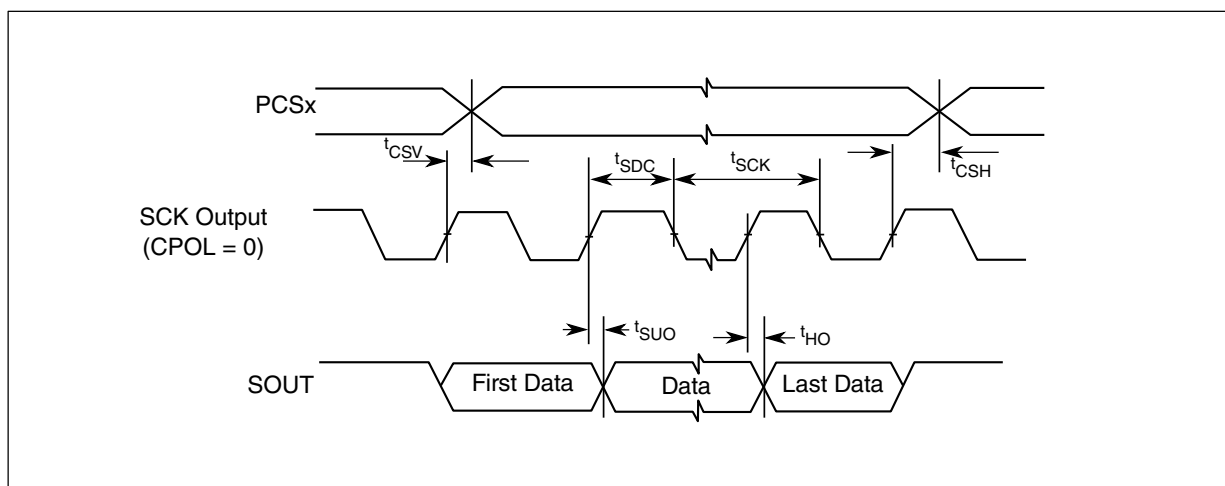 PCSx
tCSV
tSDC
tSCK
tCSH
SCK Output
(CPOL = 0)
tSUO
tHO
SOUT
First Data
Data
Last Data